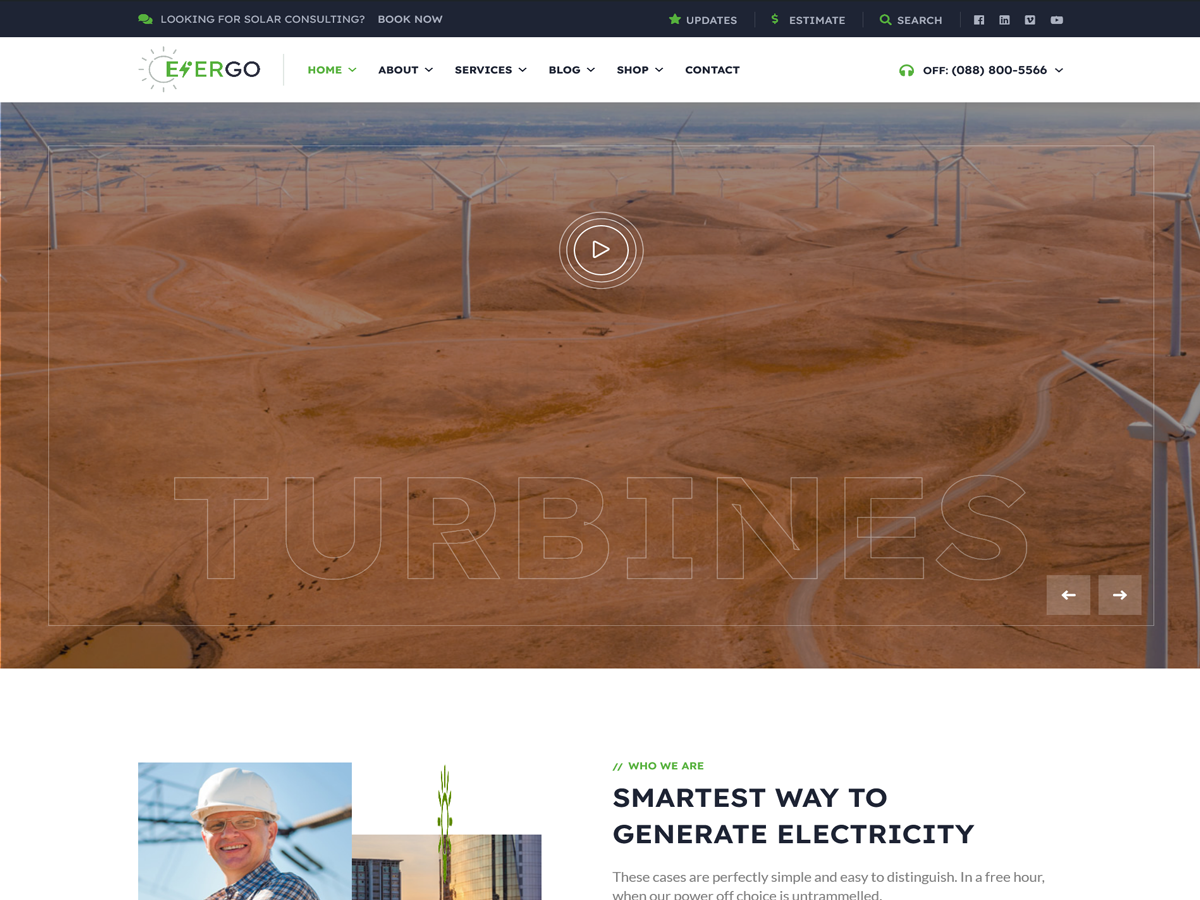 LOOKING FOR SOLAR CONSULTING? BOOK NOW
UPDATES
ESTIMATE
SEARCH
ENERGO
HOME
ABOUT
SERVICES
BLOG
SHOP
CONTACT
OFF: (088) 800-5566
TURBINES
// WHO WE ARE
SMARTEST WAY TO
GENERATE ELECTRICITY
These cases are perfectly simple and easy to distinguish. In a free hour,
when our power off choice is untrammelled.